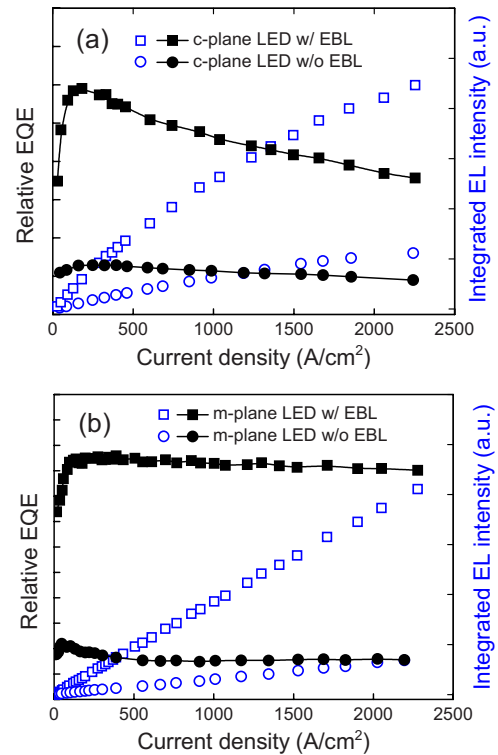 (a)
c-plane LED w/ EBL
c-plane LED w/o EBL
Relative EQE
Integrated EL intensity (a.u.)
0 500 1000 1500 2000 2500
Current density (A/cm²)
(b)
m-plane LED w/ EBL
m-plane LED w/o EBL
Relative EQE
Integrated EL intensity (a.u.)
0 500 1000 1500 2000 2500
Current density (A/cm²)